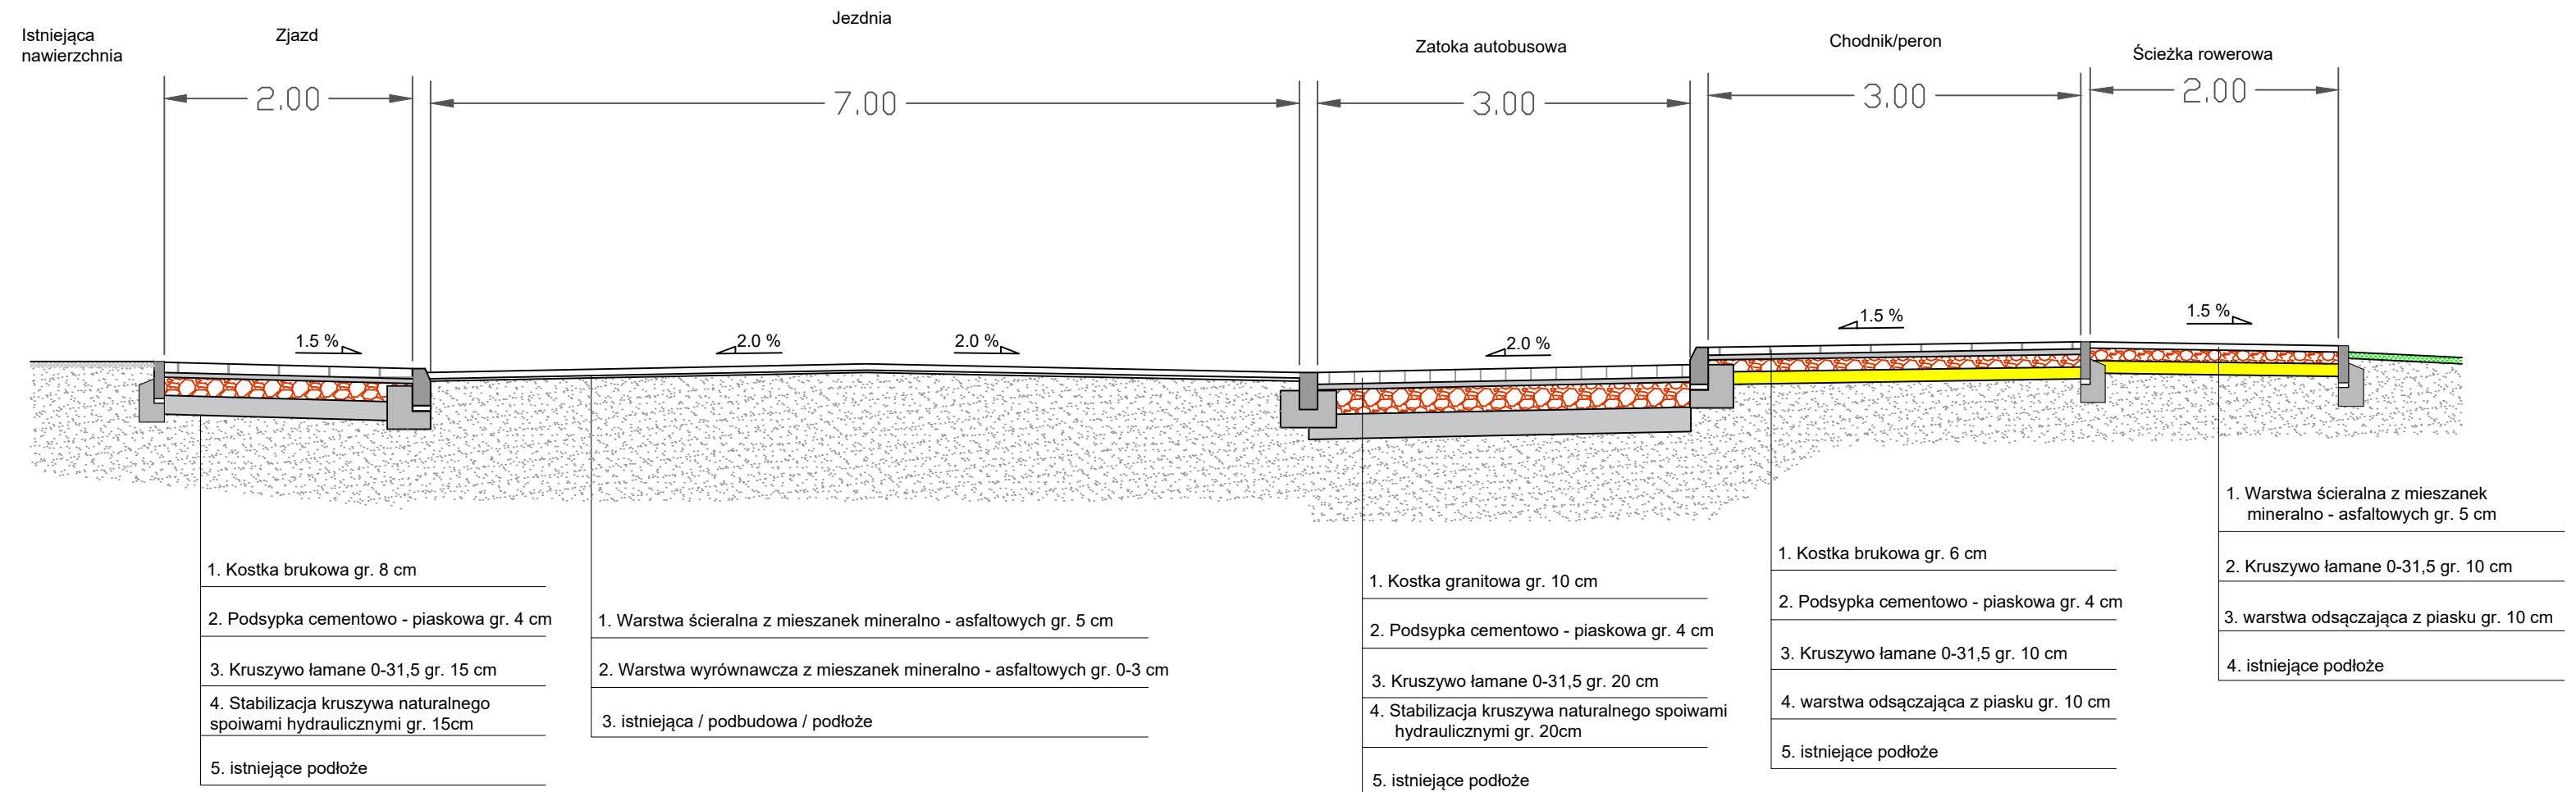 Istniejąca
nawierzchnia
Zjazd
Jezdnia
Zatoka autobusowa
Chodnik/peron
Ścieżka rowerowa
2.00
7.00
3.00
3.00
2.00
1.5 %
2.0 %
2.0 %
2.0 %
1.5 %
1.5 %
1. Kostka brukowa gr. 8 cm
2. Podsypka cementowo - piaskowa gr. 4 cm
3. Kruszywo łamane 0-31,5 gr. 15 cm
4. Stabilizacja kruszywa naturalnego
spoiwami hydraulicznymi gr. 15cm
5. istniejące podłoże
1. Warstwa ścieralna z mieszanek mineralno - asfaltowych gr. 5 cm
2. Warstwa wyrównawcza z mieszanek mineralno - asfaltowych gr. 0-3 cm
3. istniejąca / podbudowa / podłoże
1. Kostka granitowa gr. 10 cm
2. Podsypka cementowo - piaskowa gr. 4 cm
3. Kruszywo łamane 0-31,5 gr. 20 cm
4. Stabilizacja kruszywa naturalnego spoiwami
hydraulicznymi gr. 20cm
5. istniejące podłoże
1. Kostka brukowa gr. 6 cm
2. Podsypka cementowo - piaskowa gr. 4 cm
3. Kruszywo łamane 0-31,5 gr. 10 cm
4. warstwa odsączająca z piasku gr. 10 cm
5. istniejące podłoże
1. Warstwa ścieralna z mieszanek
mineralno - asfaltowych gr. 5 cm
2. Kruszywo łamane 0-31,5 gr. 10 cm
3. warstwa odsączająca z piasku gr. 10 cm
4. istniejące podłoże